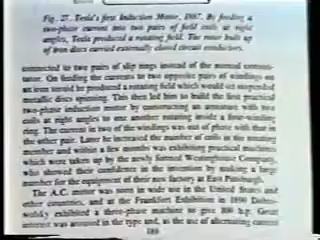 Fig. 27. Tesla's first Induction Motor, 1887. By feeding a
two-phase current into two pairs of field coils at right
angles, Tesla produced a rotating field. The rotor built up
of iron discs carried externally closed circuit conductors.
connected to two pairs of slip rings instead of the normal commu-
tator. On feeding the currents to two opposite pairs of windings on
an iron toroid he produced a rotating field which would set suspended
metallic discs spinning. This then led him to build the first practical
two-phase induction motor by constructing an armature with two
coils at right angles to one another rotating inside a four-winding
ring. The current in two of the windings was out of phase with that in
the other pair. Later he increased the number of coils in the rotating
member and within a few months was exhibiting practical machines
which were taken up by the newly formed Westinghouse Company,
who showed their confidence in the invention by making a large
number for the equipment of their new factory at East Pittsburgh.
The A.C. motor was soon in wide use in the United States and
other countries, and at the Frankfurt Exhibition in 1890 Dobro-
wolsky exhibited a three-phase machine to give 100 h.p. Great
interest was aroused in the type and, as the use of alternating current
189